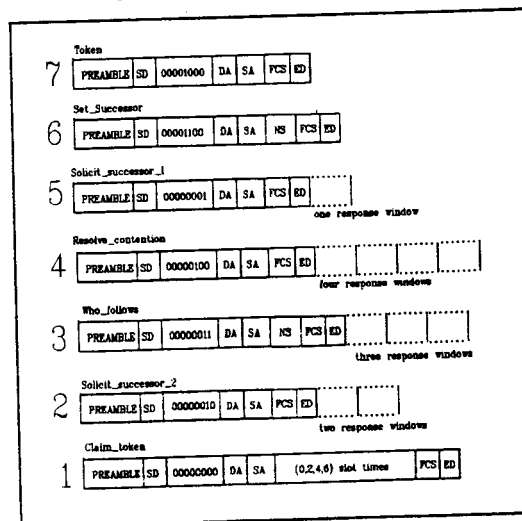 Token
7 PREAMBLE SD 00001000 DA SA FCS ED
Set_Successor
6 PREAMBLE SD 00001100 DA SA NS FCS ED
Solicit_successor_1
5 PREAMBLE SD 00000001 DA SA FCS ED
one response window
Resolve_contention
4 PREAMBLE SD 00000100 DA SA FCS ED
four response windows
Who_follows
3 PREAMBLE SD 00000011 DA SA NS FCS ED
three response windows
Solicit_successor_2
2 PREAMBLE SD 00000010 DA SA FCS ED
two response windows
Claim_token
1 PREAMBLE SD 00000000 DA SA (0,2,4,6) slot times FCS ED